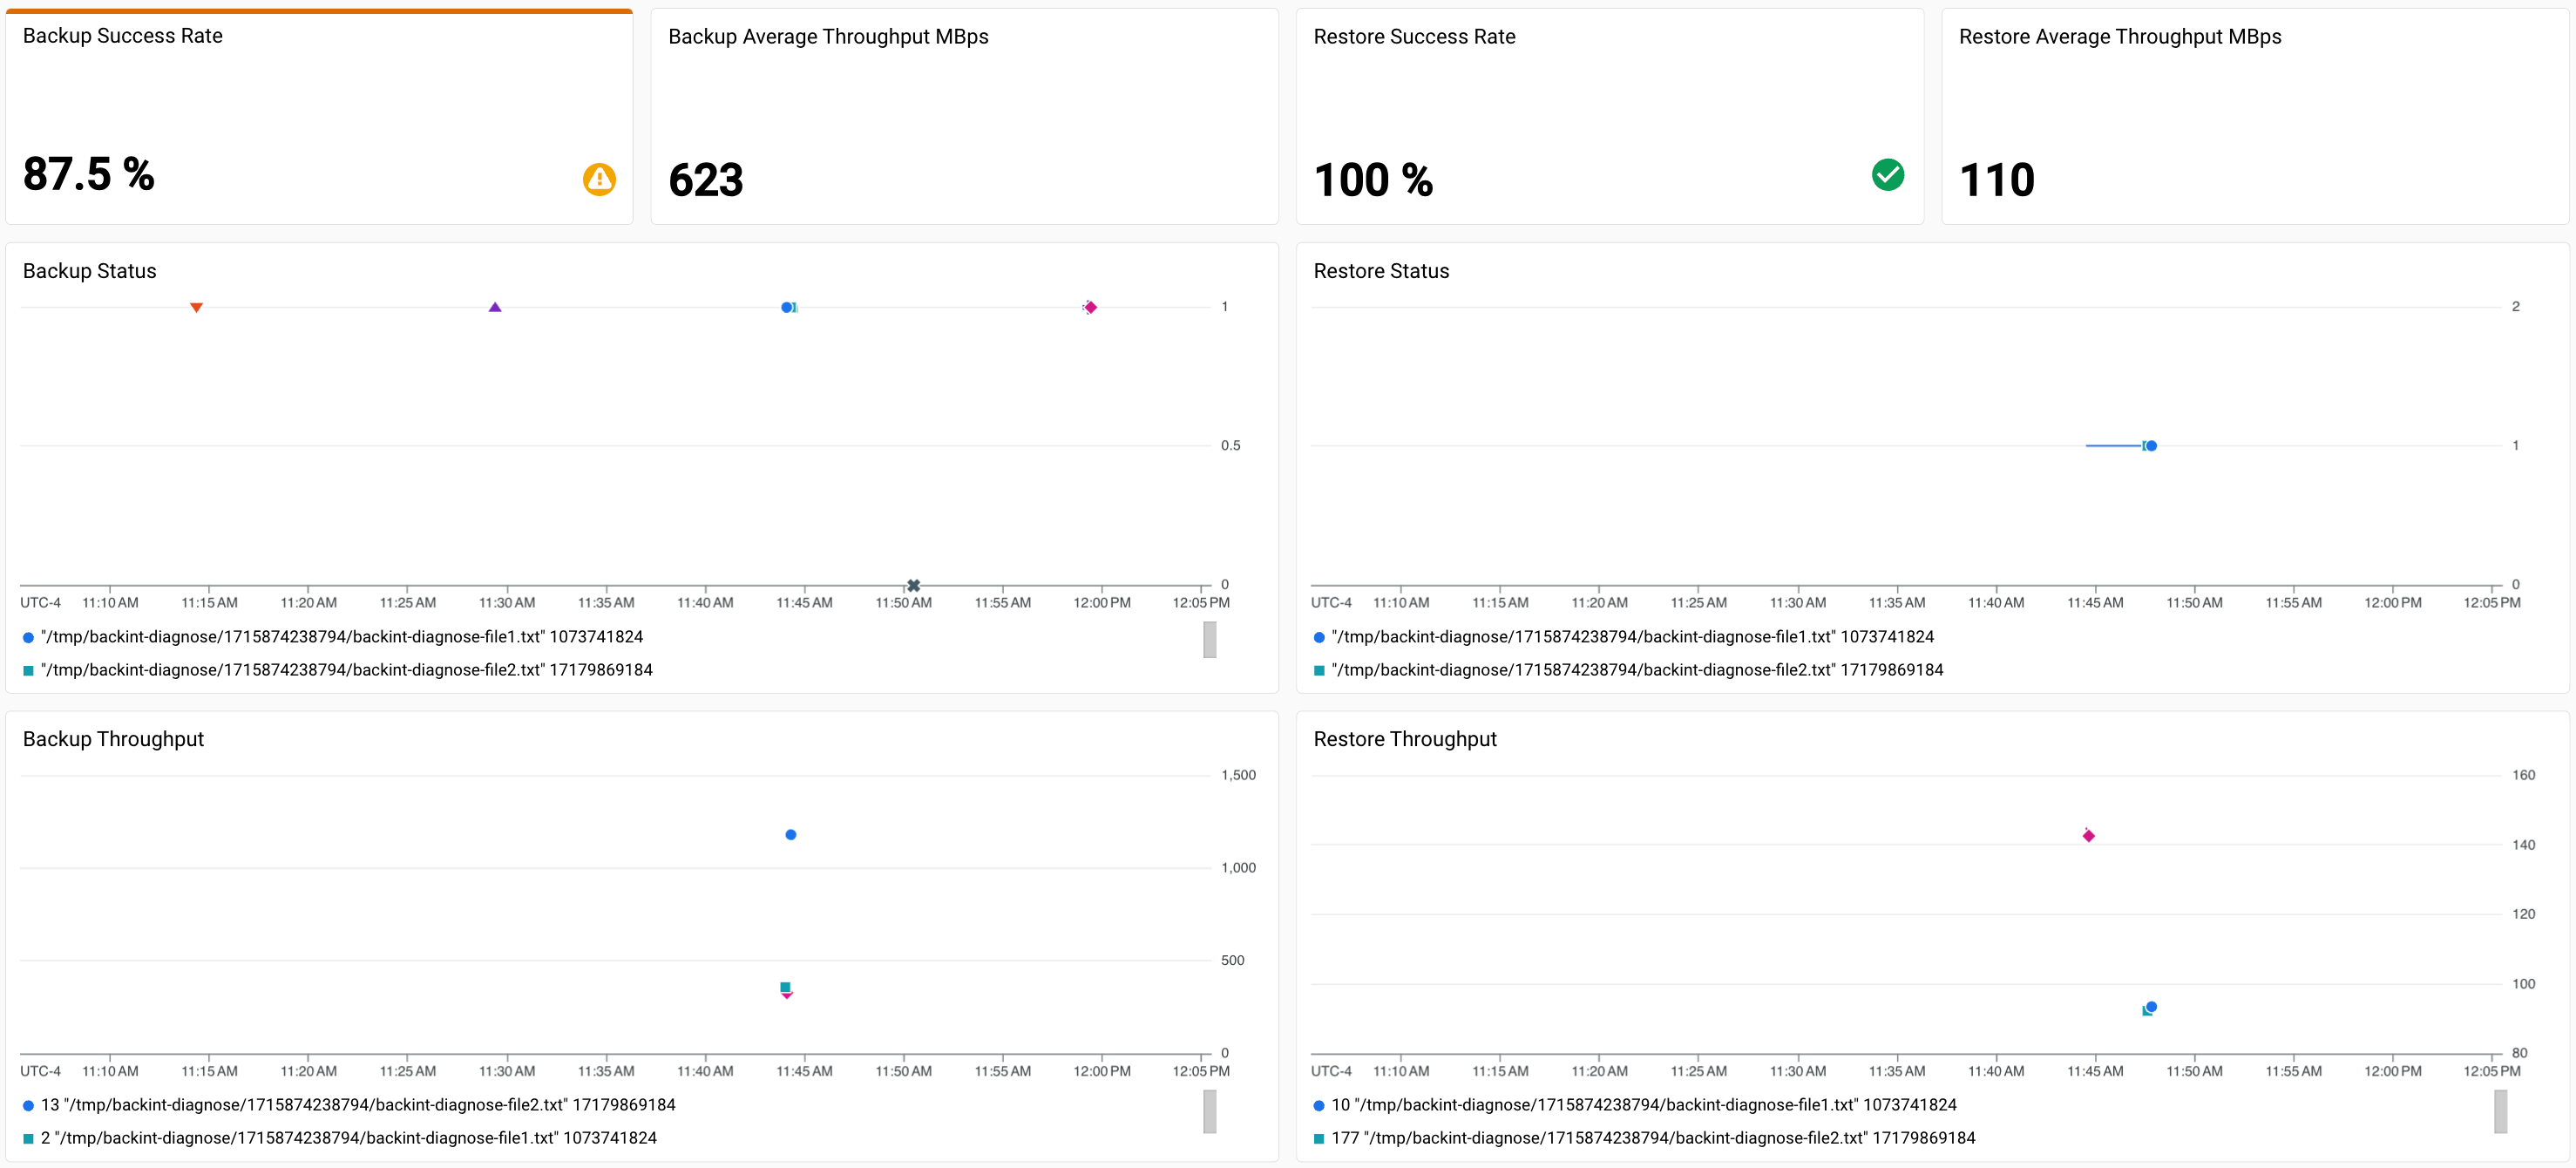 Backup Success Rate
87.5 %
Backup Average Throughput MBps
623
Restore Success Rate
100 %
Restore Average Throughput MBps
110
Backup Status
1
0.5
0
UTC-4 11:10 AM 11:15 AM 11:20 AM 11:25 AM 11:30 AM 11:35 AM 11:40 AM 11:45 AM 11:50 AM 11:55 AM 12:00 PM 12:05 PM
"/tmp/backint-diagnose/1715874238794/backint-diagnose-file1.txt" 1073741824
"/tmp/backint-diagnose/1715874238794/backint-diagnose-file2.txt" 17179869184
Restore Status
2
1
0
UTC-4 11:10 AM 11:15 AM 11:20 AM 11:25 AM 11:30 AM 11:35 AM 11:40 AM 11:45 AM 11:50 AM 11:55 AM 12:00 PM 12:05 PM
"/tmp/backint-diagnose/1715874238794/backint-diagnose-file1.txt" 1073741824
"/tmp/backint-diagnose/1715874238794/backint-diagnose-file2.txt" 17179869184
Backup Throughput
1,500
1,000
500
0
UTC-4 11:10 AM 11:15 AM 11:20 AM 11:25 AM 11:30 AM 11:35 AM 11:40 AM 11:45 AM 11:50 AM 11:55 AM 12:00 PM 12:05 PM
13 "/tmp/backint-diagnose/1715874238794/backint-diagnose-file2.txt" 17179869184
2 "/tmp/backint-diagnose/1715874238794/backint-diagnose-file1.txt" 1073741824
Restore Throughput
160
140
120
100
80
UTC-4 11:10 AM 11:15 AM 11:20 AM 11:25 AM 11:30 AM 11:35 AM 11:40 AM 11:45 AM 11:50 AM 11:55 AM 12:00 PM 12:05 PM
10 "/tmp/backint-diagnose/1715874238794/backint-diagnose-file1.txt" 1073741824
177 "/tmp/backint-diagnose/1715874238794/backint-diagnose-file2.txt" 17179869184